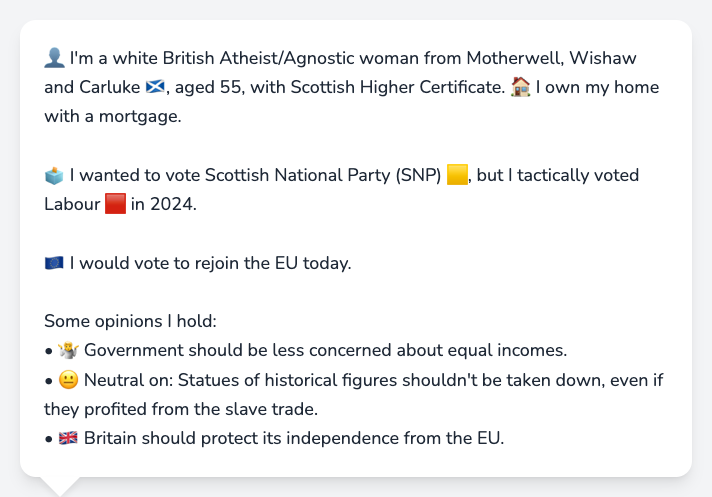 👤 I'm a white British Atheist/Agnostic woman from Motherwell, Wishaw
and Carluke 🏴󠁧󠁢󠁳󠁣󠁴󠁿, aged 55, with Scottish Higher Certificate. 🏠 I own my home
with a mortgage.
🗳️ I wanted to vote Scottish National Party (SNP) 🟨, but I tactically voted
Labour 🟥 in 2024.
🇪🇺 I would vote to rejoin the EU today.
Some opinions I hold:
• 🤷 Government should be less concerned about equal incomes.
• 😐 Neutral on: Statues of historical figures shouldn't be taken down, even if
they profited from the slave trade.
• 🇬🇧 Britain should protect its independence from the EU.